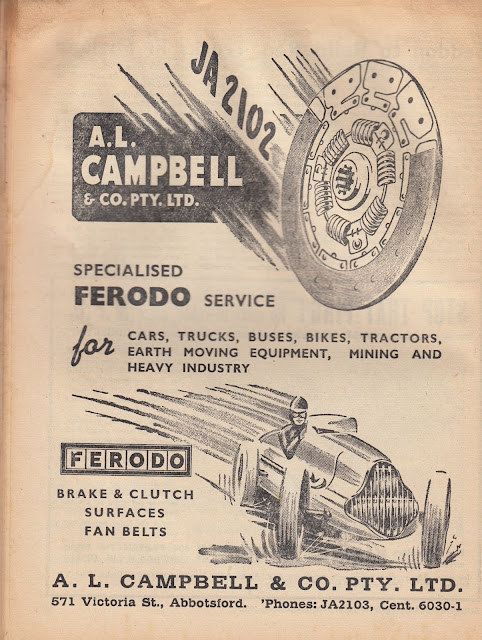 JA 2102
A.L.
CAMPBELL
& CO. PTY. LTD.
SPECIALISED
FERODO SERVICE
for CARS, TRUCKS, BUSES, BIKES, TRACTORS,
EARTH MOVING EQUIPMENT, MINING AND
HEAVY INDUSTRY
FERODO
BRAKE & CLUTCH
SURFACES
FAN BELTS
A. L. CAMPBELL & CO. PTY. LTD.
571 Victoria St., Abbotsford. 'Phones: JA2103, Cent. 6030-1